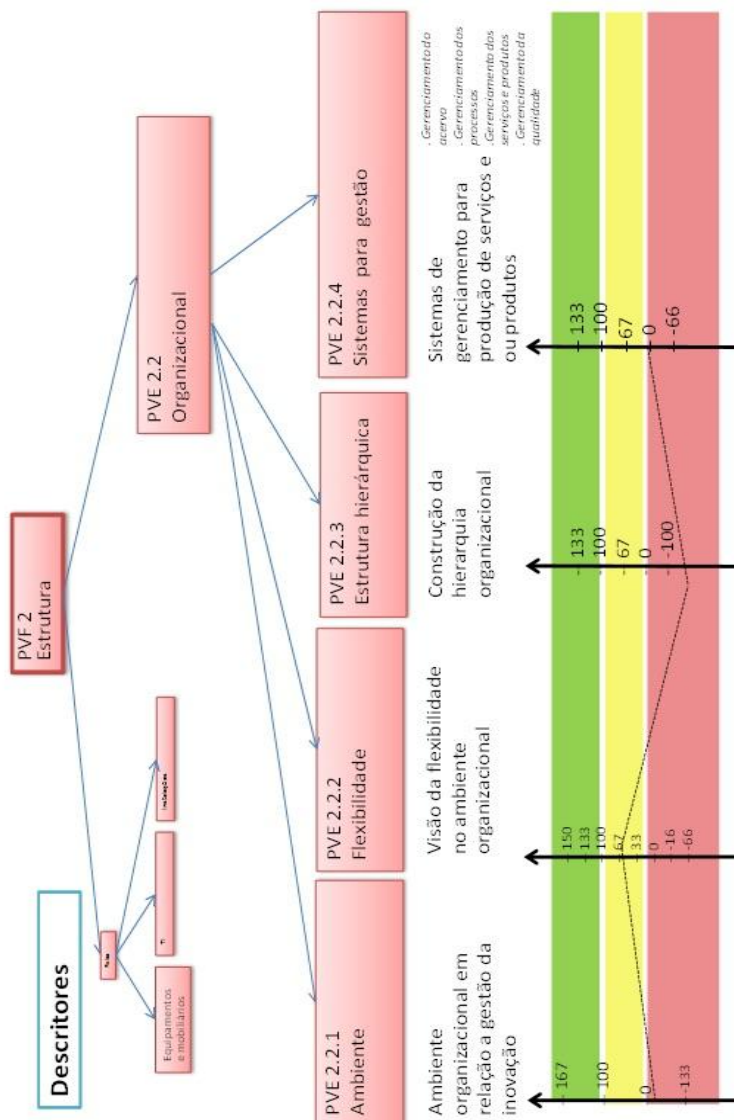 Descritores
PVF 2
Estrutura
Equipamentos
e mobiliários
TI
Instalações
PVE 2.2
Organizacional
PVE 2.2.1
Ambiente
PVE 2.2.2
Flexibilidade
PVE 2.2.3
Estrutura hierárquica
PVE 2.2.4
Sistemas para gestão
Ambiente
organizacional em
relação a gestão da
inovação
Visão da flexibilidade
no ambiente
organizacional
Construção da
hierarquia
organizacional
Sistemas de
gerenciamento para
produção de serviços e
ou produtos
. Gerenciamento do
acervo
. Gerenciamento dos
processos
. Gerenciamento dos
serviços e produtos
. Gerenciamento da
qualidade
167
100
0
-133
150
133
100
67
33
0
-16
-66
133
100
67
0
-100
133
100
67
0
-66